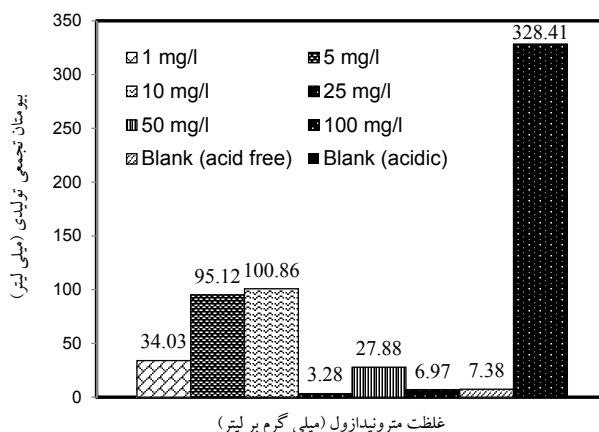 350
300
250
200
150
100
50
0
بیومتان تجمعی تولیدی (میلی لیتر)
1 mg/l
5 mg/l
10 mg/l
25 mg/l
50 mg/l
100 mg/l
Blank (acid free)
Blank (acidic)
34.03
95.12
100.86
3.28
27.88
6.97
7.38
328.41
غلظت مترونیدازول (میلی گرم بر لیتر)